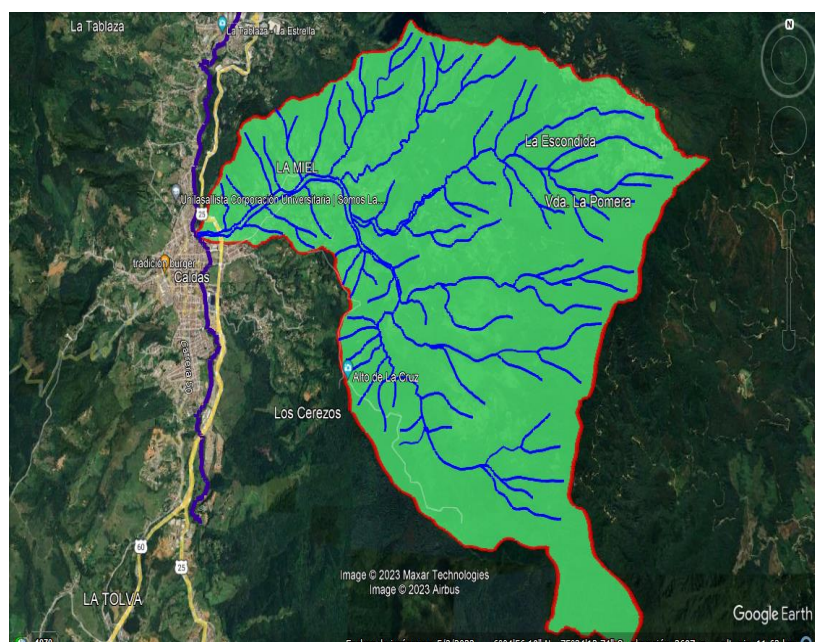 La Tablaza
La Tablaza - La Estrella
N
La Escondida
LA MIEL
Unilasallista Corporación Universitaria | Somos La...
Vda. La Pomera
25
tradicion burger
Caldas
Alto de La Cruz
Los Cerezos
60
25
LA TOLVA
Image © 2023 Maxar Technologies
Image © 2023 Airbus
Google Earth